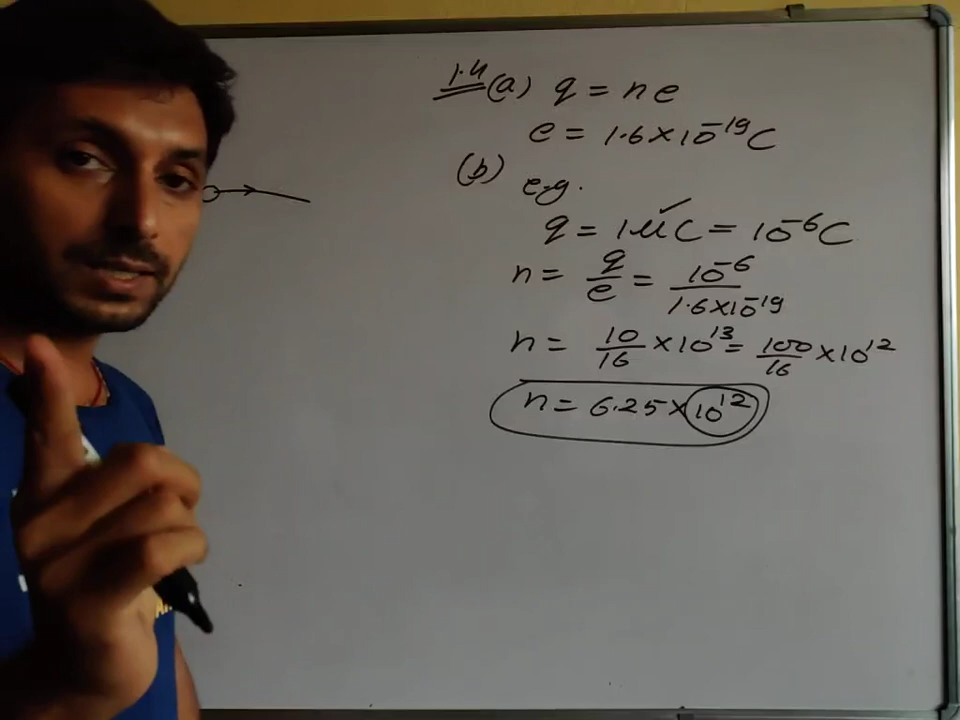 1.4 (a) q = ne
e = 1.6×10⁻¹⁹C
(b) e.g.
q = 1μC = 10⁻⁶C
n = q/e = 10⁻⁶/1.6×10⁻¹⁹
n = 10/16 ×10¹³ = 100/16 ×10¹²
n = 6.25×10¹²